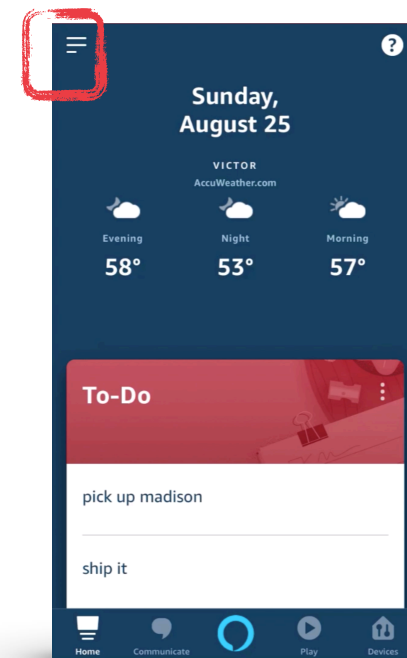 ?
Sunday,
August 25
VICTOR
AccuWeather.com
Evening Night Morning
58° 53° 57°
To-Do
pick up madison
ship it
Home Communicate Play Devices